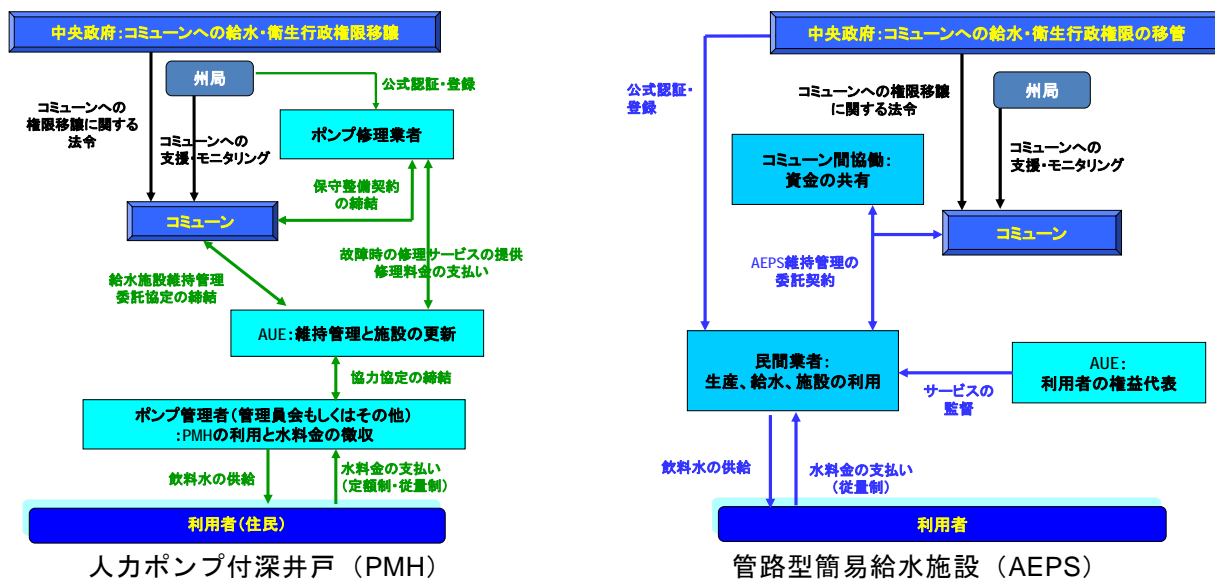 中央政府：コミューンへの給水・衛生行政権限移譲
州局
公式認証・登録
コミューンへの
権限移譲に関する
法令
コミューンへの
支援・モニタリング
ポンプ修理業者
保守整備契約
の締結
コミューン
故障時の修理サービスの提供
修理料金の支払い
給水施設維持管理
委託協定の締結
AUE：維持管理と施設の更新
協力協定の締結
ポンプ管理者（管理員会もしくはその他）
：PMHの利用と水料金の徴収
飲料水の供給
水料金の支払い
（定額制・従量制）
利用者（住民）
人力ポンプ付深井戸（PMH）
中央政府：コミューンへの給水・衛生行政権限の移管
公式認証・
登録
コミューンへの権限移譲
に関する法令
州局
コミューンへの
支援・モニタリング
コミューン間協働：
資金の共有
コミューン
AEPS維持管理の
委託契約
民間業者：
生産、給水、施設の利用
AUE：
利用者の権益代表
サービスの
監督
飲料水の供給
水料金の支払い
（従量制）
利用者
管路型簡易給水施設（AEPS）